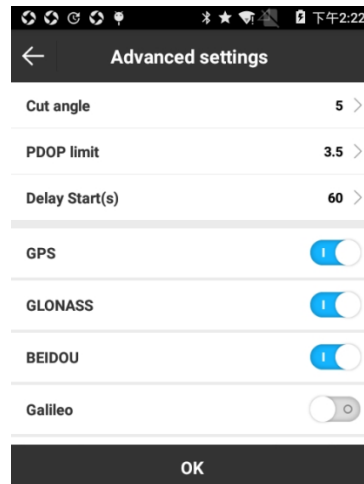 下午2:22
Advanced settings
Cut angle 5
PDOP limit 3.5
Delay Start(s) 60
GPS
GLONASS
BEIDOU
Galileo
OK